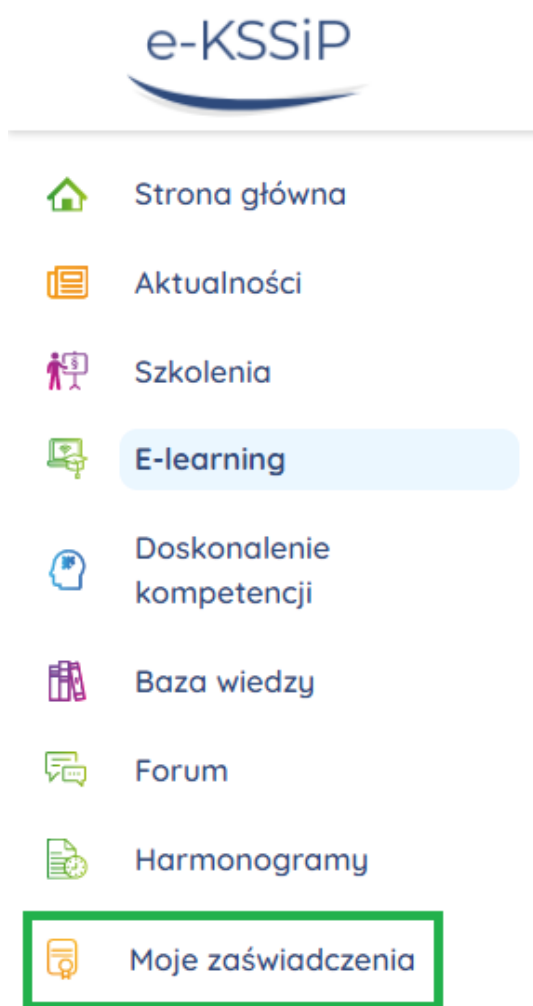 e-KSSiP
Strona główna
Aktualności
Szkolenia
E-learning
Doskonalenie
kompetencji
Baza wiedzy
Forum
Harmonogramy
Moje zaświadczenia